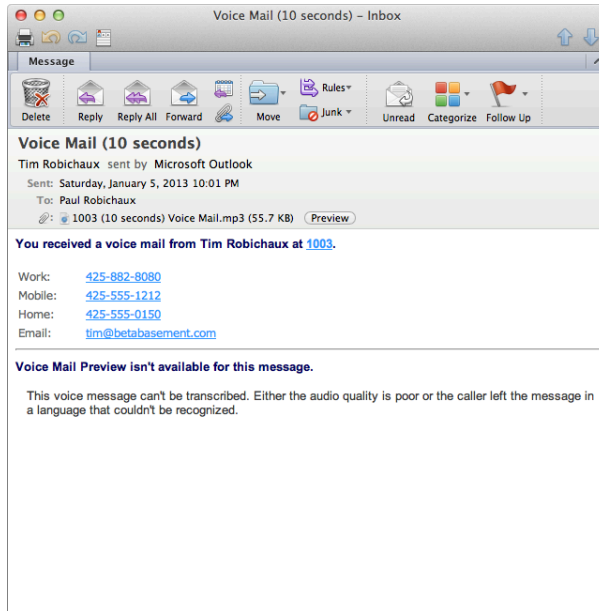 Voice Mail (10 seconds) – Inbox
Message
Delete Reply Reply All Forward Move Rules Junk Unread Categorize Follow Up
Voice Mail (10 seconds)
Tim Robichaux sent by Microsoft Outlook
Sent: Saturday, January 5, 2013 10:01 PM
To: Paul Robichaux
1003 (10 seconds) Voice Mail.mp3 (55.7 KB) Preview
You received a voice mail from Tim Robichaux at 1003.
Work: 425-882-8080
Mobile: 425-555-1212
Home: 425-555-0150
Email: tim@betabasement.com
Voice Mail Preview isn't available for this message.
This voice message can't be transcribed. Either the audio quality is poor or the caller left the message in
a language that couldn't be recognized.